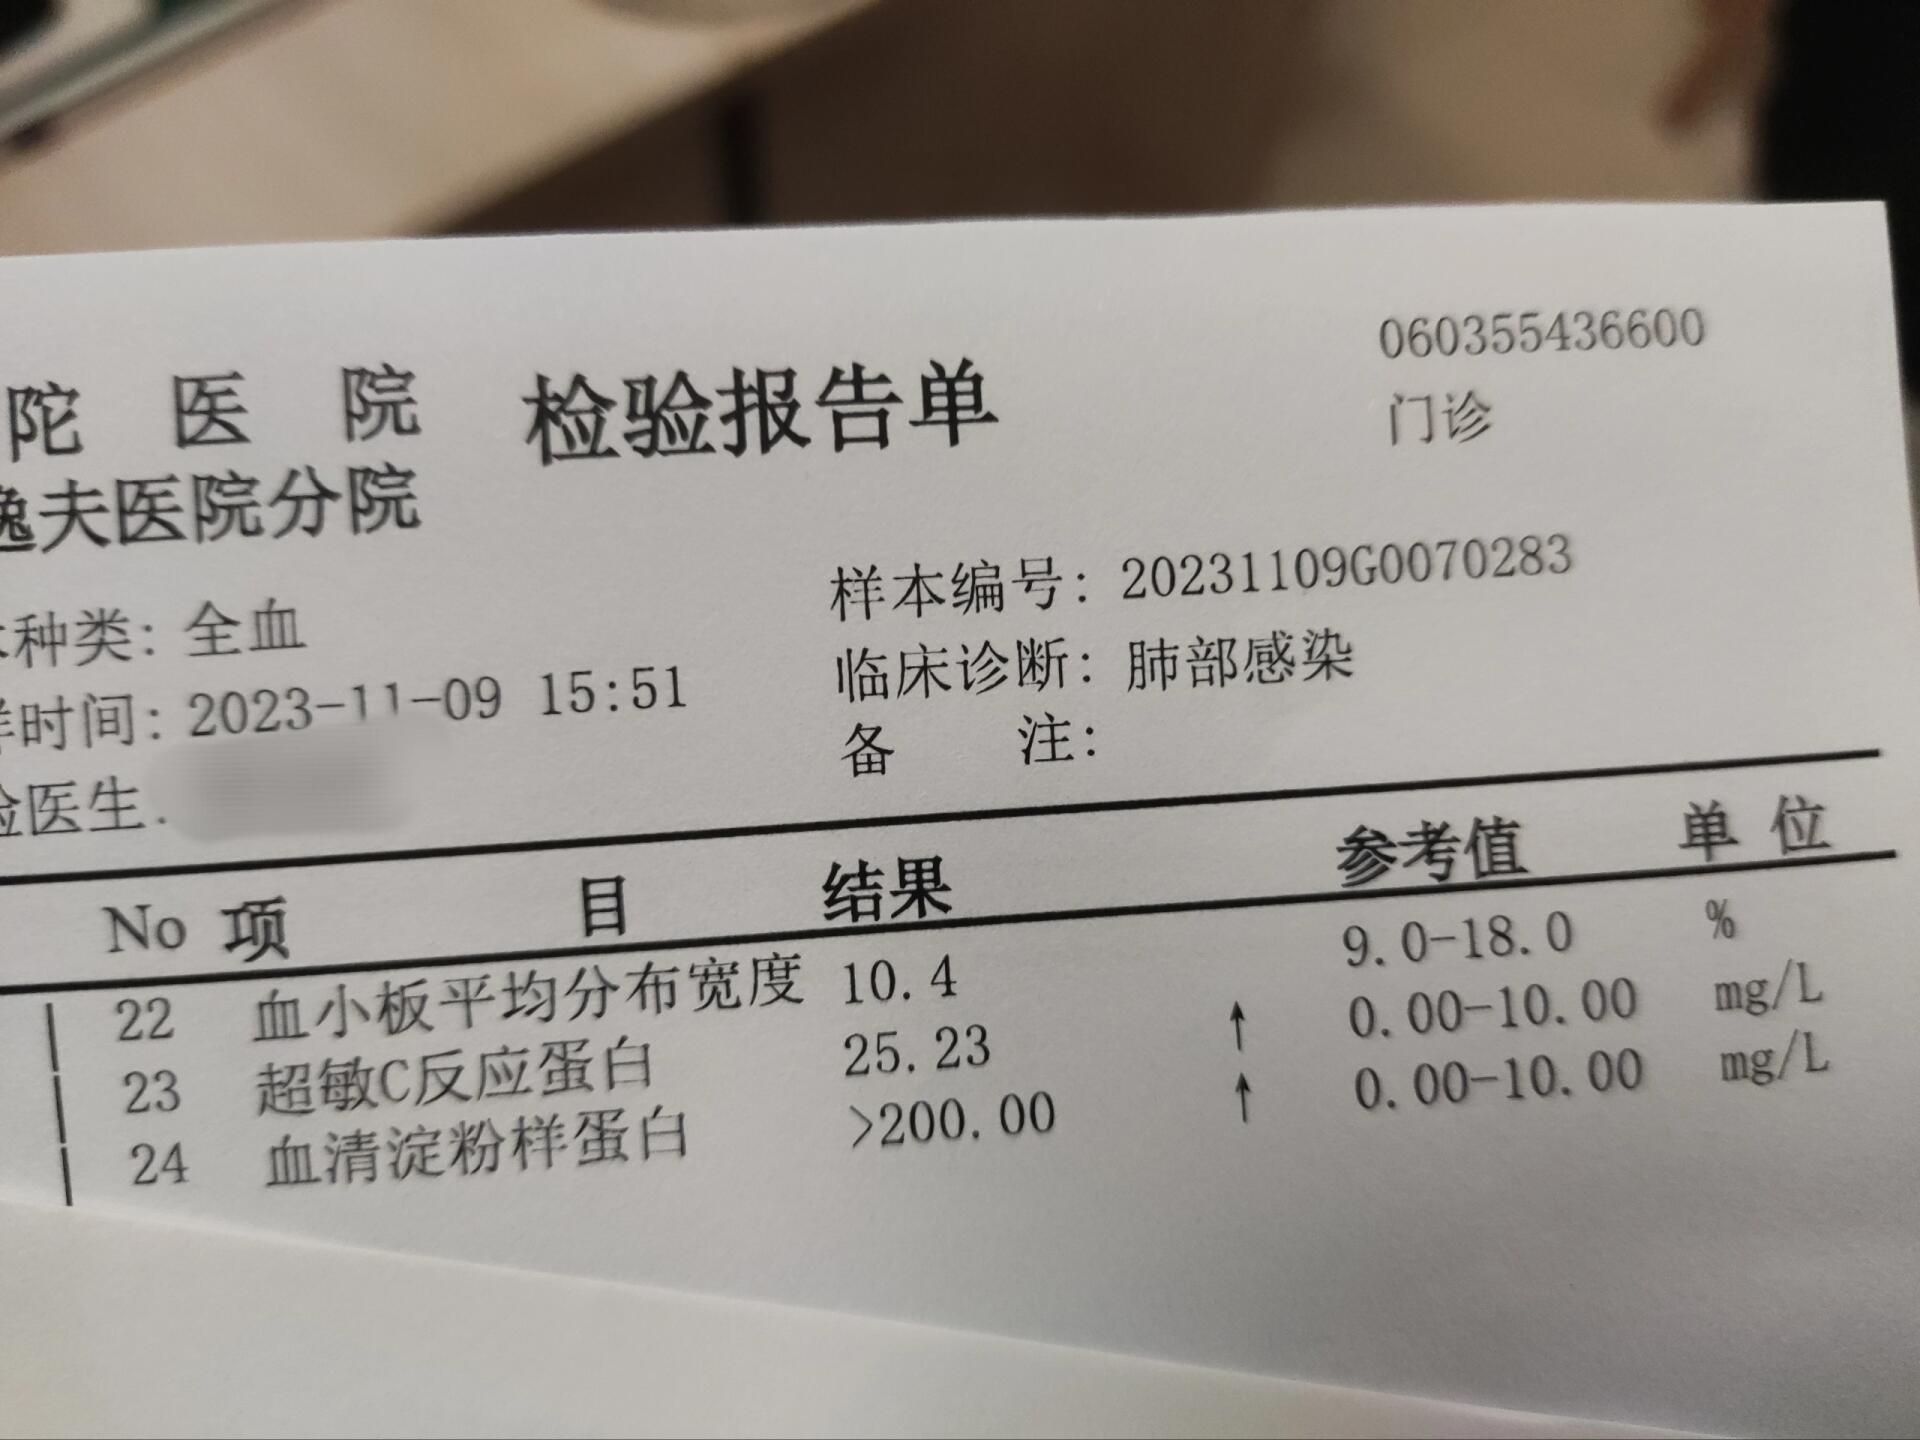 060355436600
陀 医 院 检验报告单
门诊
逸夫医院分院
样本编号: 20231109G0070283
种类: 全血
临床诊断: 肺部感染
样时间: 2023-11-09 15:51
备 注:
检医生:
No 项 目 结果 参考值 单 位
22 血小板平均分布宽度 10.4 9.0-18.0 %
23 超敏C反应蛋白 25.23 ↑ 0.00-10.00 mg/L
24 血清淀粉样蛋白 >200.00 ↑ 0.00-10.00 mg/L